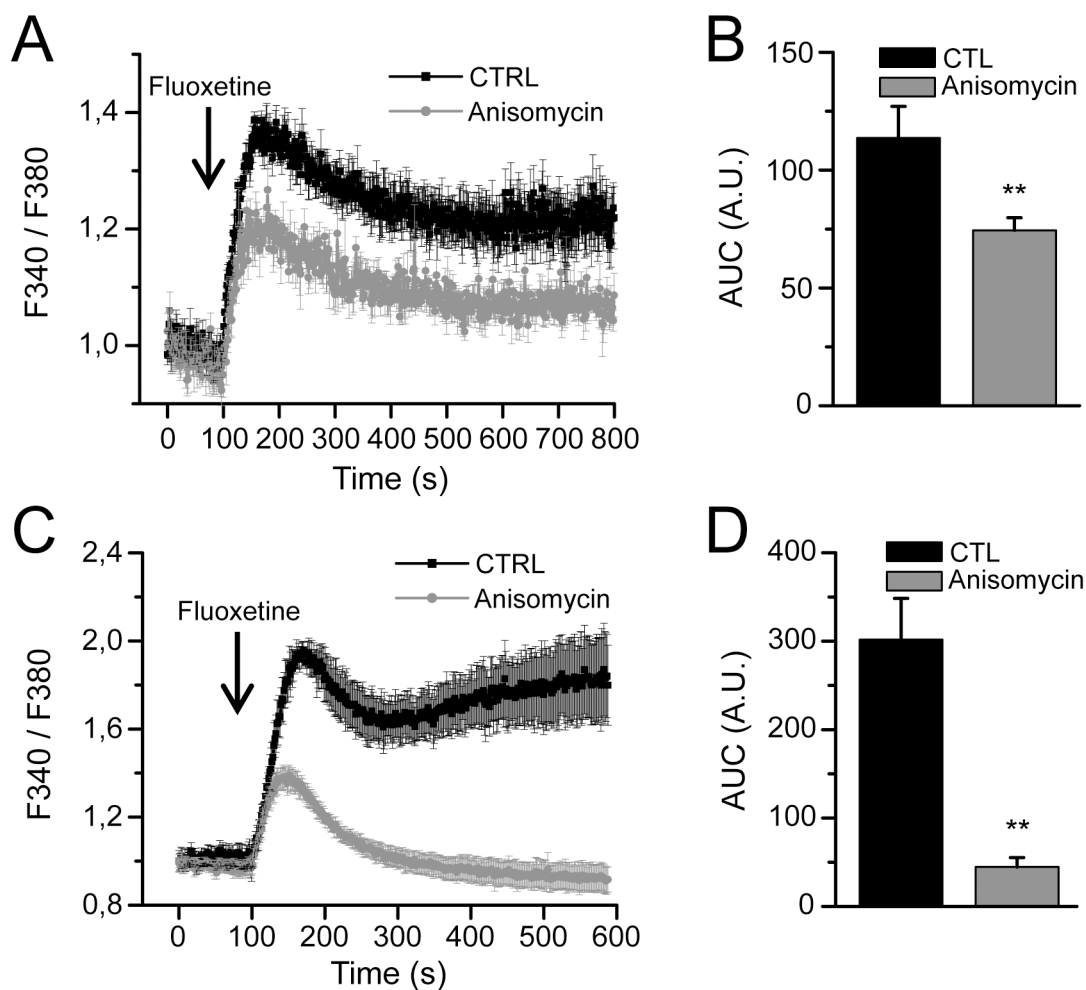 A
Fluoxetine
CTRL
Anisomycin
1,4
1,2
1,0
F340 / F380
0 100 200 300 400 500 600 700 800
Time (s)
B
CTL
Anisomycin
150
100
50
0
AUC (A.U.)
**
C
Fluoxetine
CTRL
Anisomycin
2,4
2,0
1,6
1,2
0,8
F340 / F380
0 100 200 300 400 500 600
Time (s)
D
CTL
Anisomycin
400
300
200
100
0
AUC (A.U.)
**